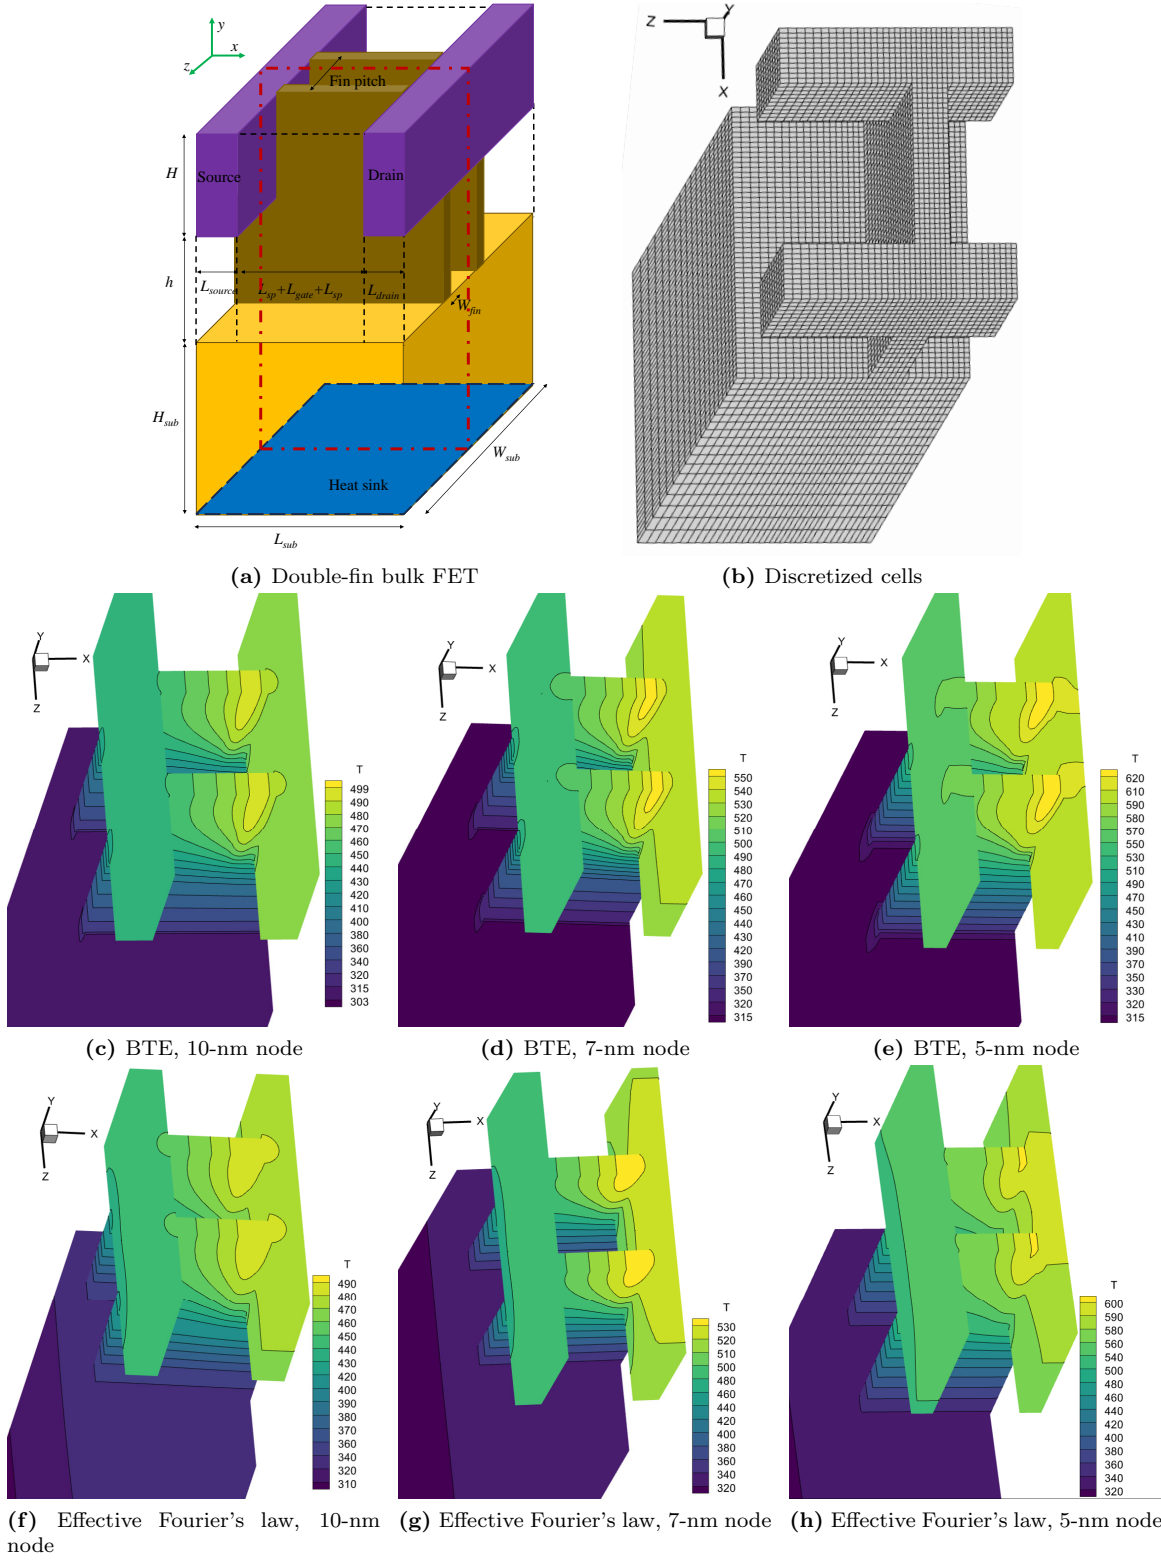 y
x
z
Fin pitch
H
Source
Drain
h
L_source
L_sp+L_gate+L_sp
L_drain
W_fin
H_sub
W_sub
Heat sink
L_sub
(a) Double-fin bulk FET
Z
Y
X
(b) Discretized cells
Y
X
Z
T
499
490
480
470
460
450
430
420
400
380
360
340
320
315
303
(c) BTE, 10-nm node
Y
X
Z
T
550
540
530
520
510
500
490
470
460
440
430
420
390
370
350
320
315
(d) BTE, 7-nm node
Y
X
Z
T
620
610
590
580
570
550
530
510
490
470
450
430
410
390
370
350
330
320
315
(e) BTE, 5-nm node
Y
X
Z
T
490
480
470
460
450
440
430
420
400
390
380
370
360
340
320
310
(f) Effective Fourier's law, 10-nm
node
Y
X
Z
T
530
520
510
500
480
460
440
420
400
380
360
340
320
(g) Effective Fourier's law, 7-nm node
Y
X
Z
T
600
590
580
560
540
520
500
480
460
440
420
400
380
360
340
320
(h) Effective Fourier's law, 5-nm node